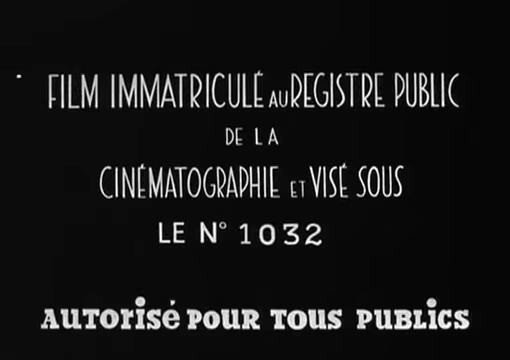 FILM IMMATRICULÉ AU REGISTRE PUBLIC
DE LA
CINÉMATOGRAPHIE ET VISÉ SOUS
LE N° 1032
AUTORISÉ POUR TOUS PUBLICS